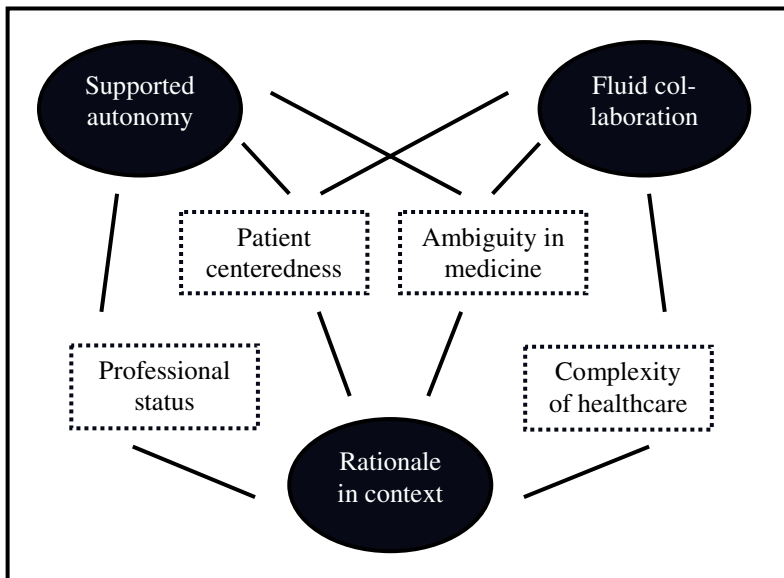 Supported
autonomy
Fluid col-
laboration
Patient
centeredness
Ambiguity in
medicine
Professional
status
Complexity
of healthcare
Rationale
in context